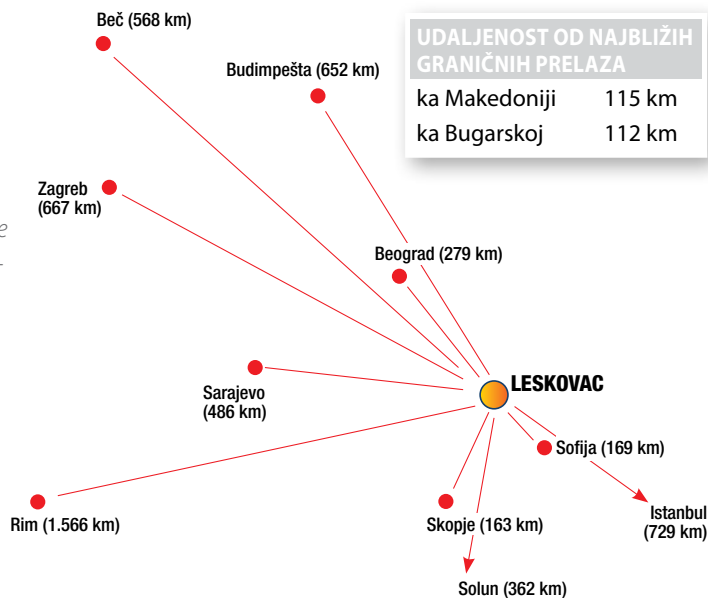 Beč (568 km)
UDALJENOST OD NAJBLIŽIH
GRANIČNIH PRELAZA
ka Makedoniji 115 km
ka Bugarskoj 112 km
Budimpešta (652 km)
Zagreb
(667 km)
e
-
Beograd (279 km)
LESKOVAC
Sarajevo
(486 km)
Sofija (169 km)
Rim (1.566 km)
Skopje (163 km)
Istanbul
(729 km)
Solun (362 km)